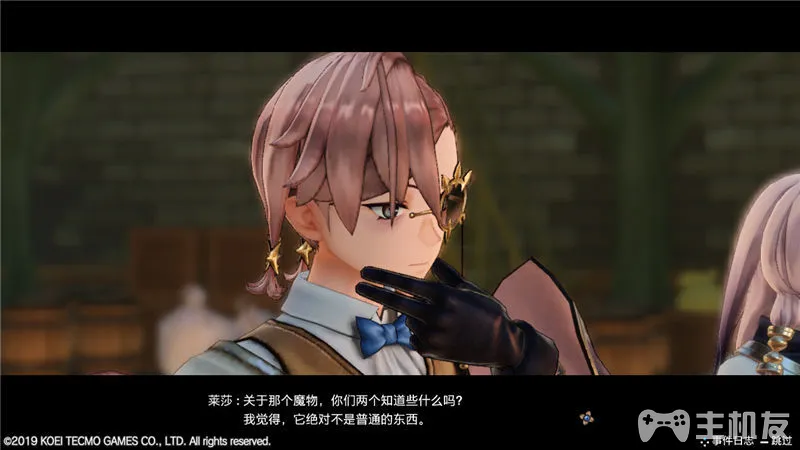 莱莎：关于那个魔物，你们两个知道些什么吗？
我觉得，它绝对不是普通的东西。
©2019 KOEI TECMO GAMES CO., LTD. All rights reserved.
主机友
事件日志 跳过